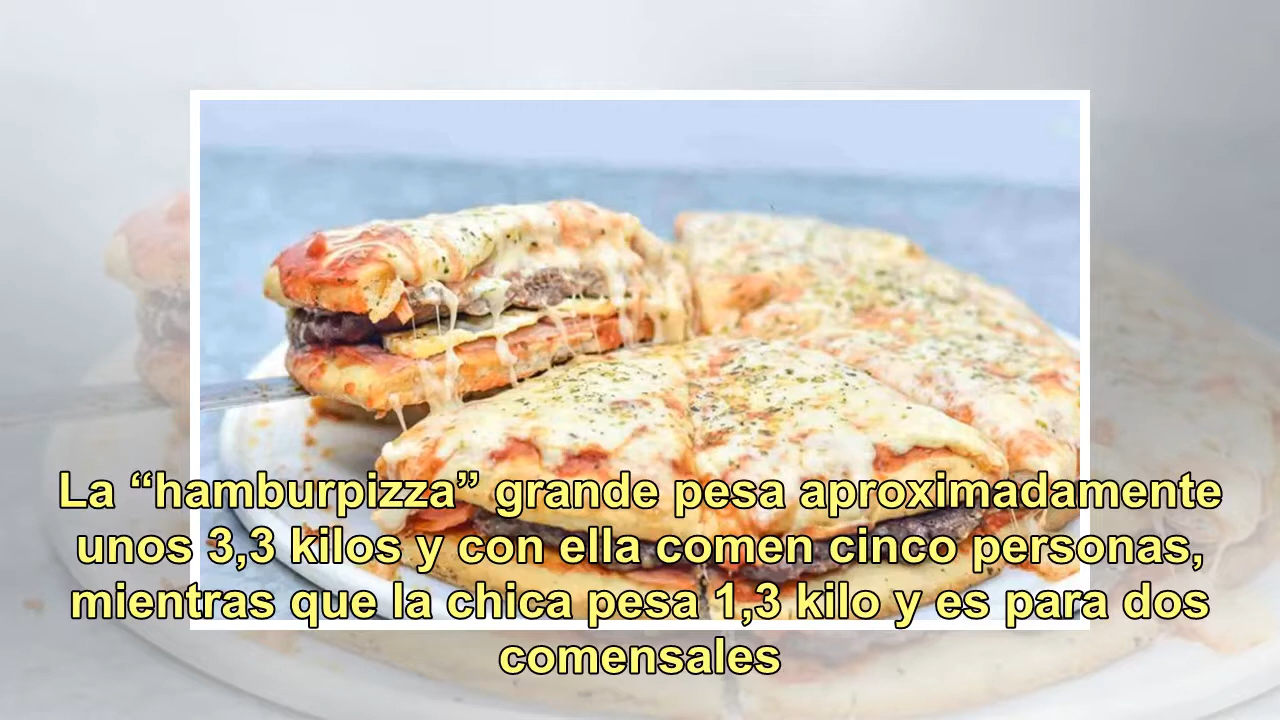 La “hamburpizza” grande pesa aproximadamente
unos 3,3 kilos y con ella comen cinco personas,
mientras que la chica pesa 1,3 kilo y es para dos
comensales